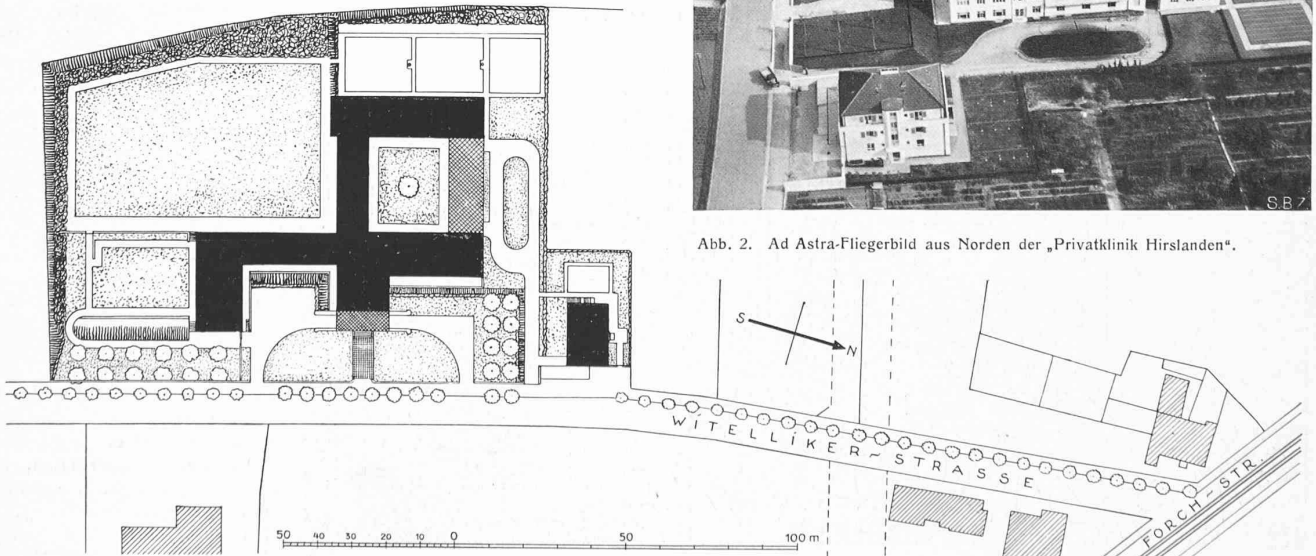 S.B.Z.
Abb. 2. Ad Astra-Fliegerbild aus Norden der „Privatklinik Hirslanden“.
S N
WITELLIKER~STRASSE
FORCH~STR.
50 40 30 20 10 0 50 100 m